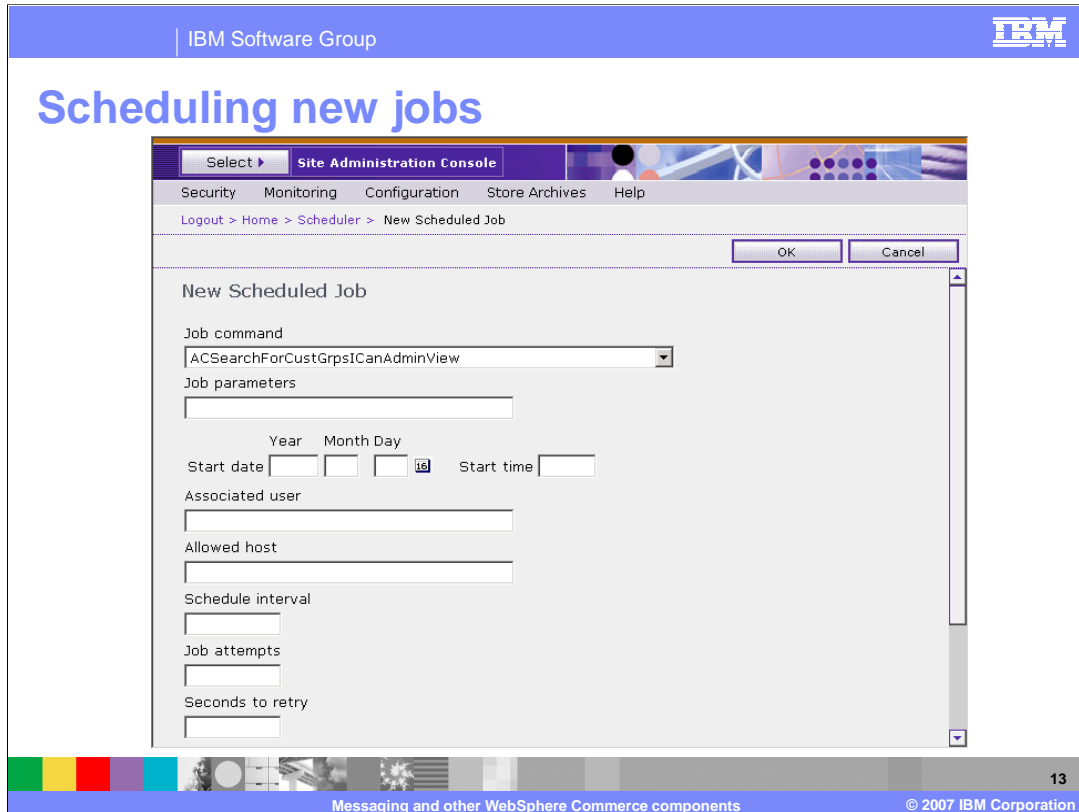 IBM Software Group
IBM
Scheduling new jobs
Select
Site Administration Console
Security Monitoring Configuration Store Archives Help
Logout > Home > Scheduler > New Scheduled Job
OK Cancel
New Scheduled Job
Job command
ACSearchForCustGrpsICanAdminView
Job parameters
Year Month Day
Start date 16 Start time
Associated user
Allowed host
Schedule interval
Job attempts
Seconds to retry
13
Messaging and other WebSphere Commerce components © 2007 IBM Corporation